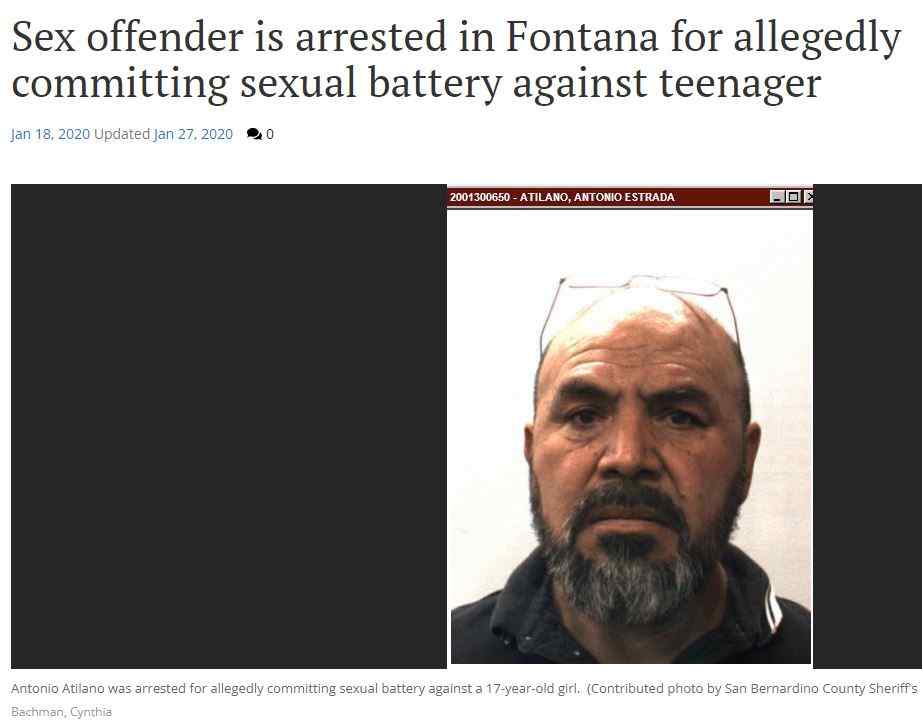 Sex offender is arrested in Fontana for allegedly
committing sexual battery against teenager
Jan 18, 2020 Updated Jan 27, 2020 0
2001300650 - ATILANO, ANTONIO ESTRADA
Antonio Atilano was arrested for allegedly committing sexual battery against a 17-year-old girl. (Contributed photo by San Bernardino County Sheriff's
Bachman, Cynthia